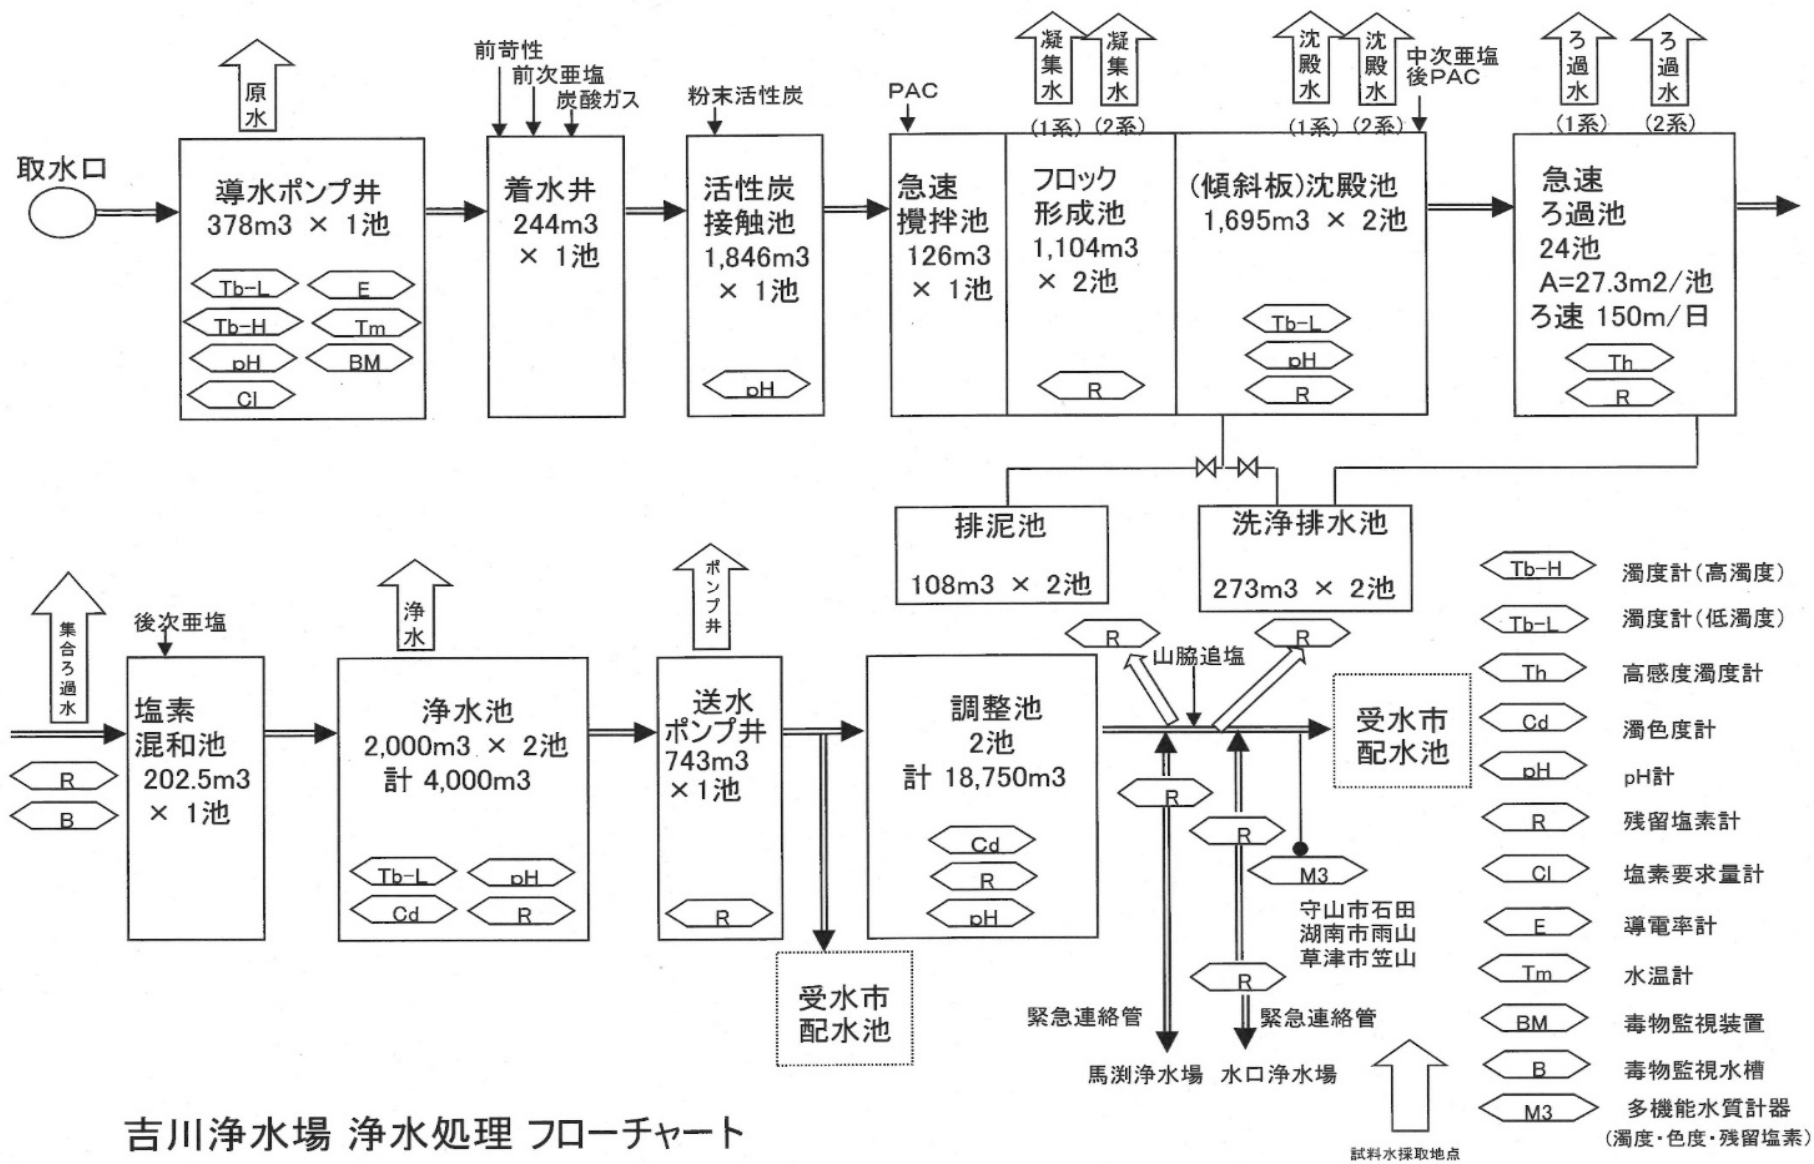 取水口
原水
導水ポンプ井
378m3 × 1池
Tb-L
E
Tb-H
Tm
pH
BM
Cl
前苛性
前次亜塩
炭酸ガス
着水井
244m3
× 1池
粉末活性炭
活性炭
接触池
1,846m3
× 1池
pH
PAC
急速
攪拌池
126m3
× 1池
凝集水
(1系)
凝集水
(2系)
フロック
形成池
1,104m3
× 2池
R
沈殿水
(1系)
沈殿水
(2系)
中次亜塩
後PAC
(傾斜板)沈殿池
1,695m3 × 2池
Tb-L
pH
R
ろ過水
(1系)
ろ過水
(2系)
急速
ろ過池
24池
A=27.3m2/池
ろ速 150m/日
Th
R
排泥池
108m3 × 2池
洗浄排水池
273m3 × 2池
集合ろ過水
R
B
後次亜塩
塩素
混和池
202.5m3
× 1池
浄水
浄水池
2,000m3 × 2池
計 4,000m3
Tb-L
pH
Cd
R
ポンプ井
送水
ポンプ井
743m3
×1池
R
受水市
配水池
調整池
2池
計 18,750m3
Cd
R
pH
R
山脇追塩
R
受水市
配水池
R
R
R
M3
守山市石田
湖南市雨山
草津市笠山
緊急連絡管
緊急連絡管
馬渕浄水場
水口浄水場
試料水採取地点
Tb-H 濁度計(高濁度)
Tb-L 濁度計(低濁度)
Th 高感度濁度計
Cd 濁色度計
pH pH計
R 残留塩素計
Cl 塩素要求量計
E 導電率計
Tm 水温計
BM 毒物監視装置
B 毒物監視水槽
M3 多機能水質計器
(濁度・色度・残留塩素)
吉川浄水場 浄水処理 フローチャート